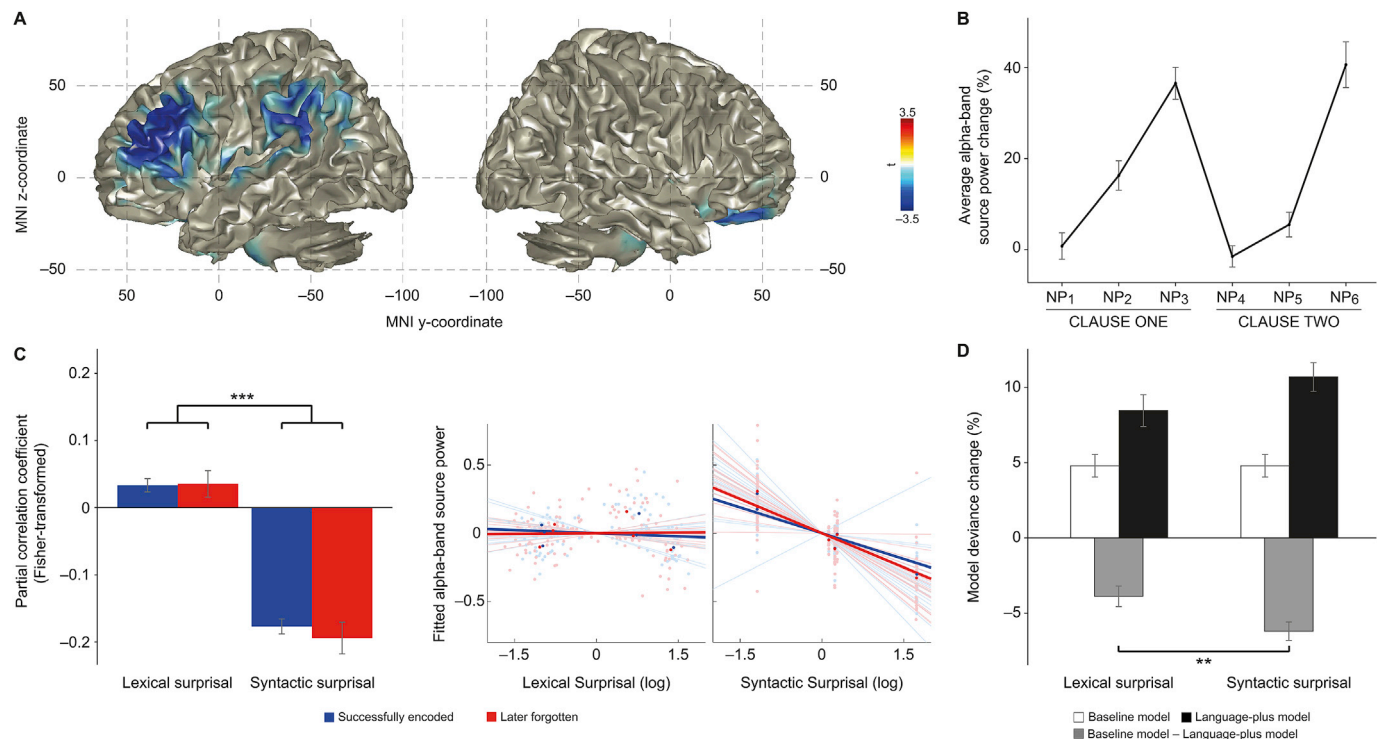 A
MNI z-coordinate
50
0
–50
50
0
–50
–100
–100
–50
0
50
50
0
–50
MNI y-coordinate
3.5
t
–3.5
B
Average alpha-band
source power change (%)
40
20
0
NP1 NP2 NP3 NP4 NP5 NP6
CLAUSE ONE CLAUSE TWO
C
Partial correlation coefficient
(Fisher-transformed)
0.2
0.1
0
–0.1
–0.2
***
Lexical surprisal Syntactic surprisal
Fitted alpha-band source power
0.5
0
–0.5
–1.5 0 1.5
–1.5 0 1.5
Lexical Surprisal (log) Syntactic Surprisal (log)
Successfully encoded Later forgotten
D
Model deviance change (%)
10
5
0
–5
**
Lexical surprisal Syntactic surprisal
Baseline model Language-plus model
Baseline model – Language-plus model